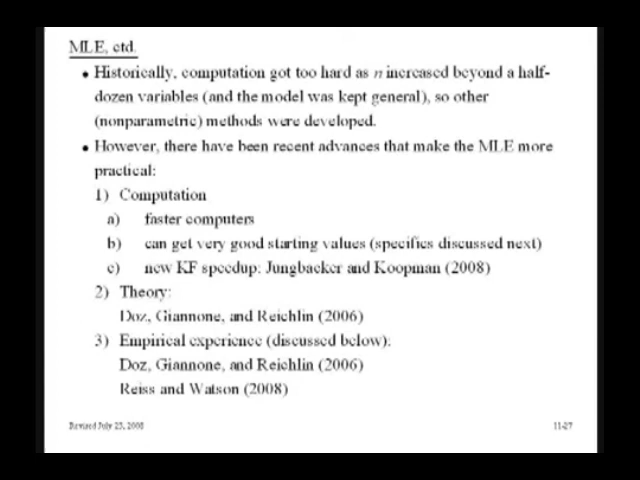 MLE, ctd.
• Historically, computation got too hard as n increased beyond a half-
dozen variables (and the model was kept general), so other
(nonparametric) methods were developed.
• However, there have been recent advances that make the MLE more
practical:
1) Computation
a) faster computers
b) can get very good starting values (specifics discussed next)
c) new KF speedup: Jungbacker and Koopman (2008)
2) Theory:
Doz, Giannone, and Reichlin (2006)
3) Empirical experience (discussed below):
Doz, Giannone, and Reichlin (2006)
Reiss and Watson (2008)
Revised July 23, 2008
11-27